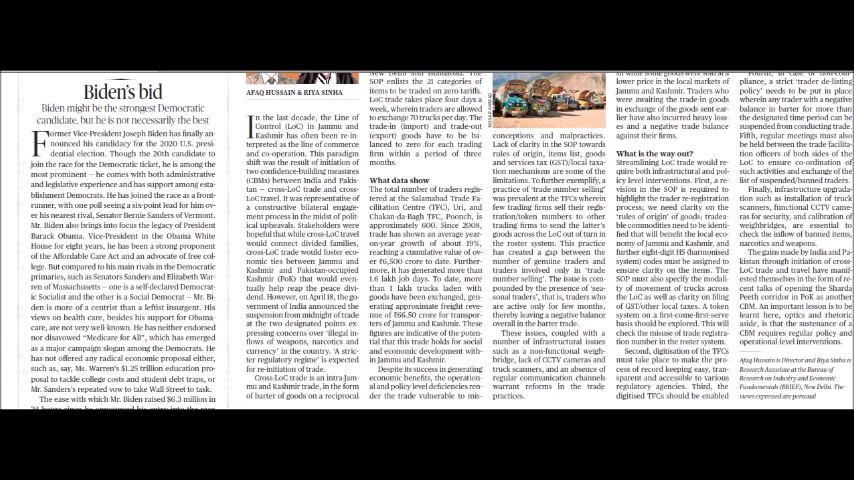 Biden's bid
Biden might be the strongest Democratic
candidate, but he is not necessarily the best
Former Vice-President Joseph Biden has finally an-
nounced his candidacy for the 2020 U.S. presi-
dential election. Though the 20th candidate to
join the race for the Democratic ticket, he is among the
most prominent – he comes with both administrative
and legislative experience and has support among esta-
blishment Democrats. He has joined the race as a front-
runner, with one poll seeing a six-point lead for him ov-
er his nearest rival, Senator Bernie Sanders of Vermont.
Mr. Biden also brings into focus the legacy of President
Barack Obama. Vice-President in the Obama White
House for eight years, he has been a strong proponent
of the Affordable Care Act and an advocate of free col-
lege. But compared to his main rivals in the Democratic
primaries, such as Senators Sanders and Elizabeth War-
ren of Massachusetts – one is a self-declared Democrat-
ic Socialist and the other is a Social Democrat – Mr. Bi-
den is more of a centrist than a leftist insurgent. His
views on health care, besides his support for Obama-
care, are not very well-known. He has neither endorsed
nor disavowed "Medicare for All", which has emerged
as a major campaign slogan among the Democrats. He
has not offered any radical economic proposal either,
such as, say, Ms. Warren's $1.25 trillion education pro-
posal to tackle college costs and student debt traps, or
Mr. Sanders's repeated vow to take Wall Street to task.
The ease with which Mr. Biden raised $6.3 million in
24 hours since he announced his entry into the race
AFAQ HUSSAIN & RIYA SINHA
In the last decade, the Line of
Control (LoC) in Jammu and
Kashmir has often been re-in-
terpreted as the line of commerce
and co-operation. This paradigm
shift was the result of initiation of
two confidence-building measures
(CBMs) between India and Pakis-
tan – cross-LoC trade and cross-
LoC travel. It was representative of
a constructive bilateral engage-
ment process in the midst of polit-
ical upheavals. Stakeholders were
hopeful that while cross-LoC travel
would connect divided families,
cross-LoC trade would foster eco-
nomic ties between Jammu and
Kashmir and Pakistan-occupied
Kashmir (PoK) that would even-
tually help reap the peace divi-
dend. However, on April 18, the go-
vernment of India announced the
suspension from midnight of trade
at the two designated points ex-
pressing concerns over 'illegal in-
flows of weapons, narcotics and
currency' in the country. 'A strict-
er regulatory regime' is expected
for re-initiation of trade.
Cross-LoC trade is an intra-Jam-
mu and Kashmir trade, in the form
of barter of goods on a reciprocal
SOP enlists the 21 categories of
items to be traded on zero tariffs.
LoC trade takes place four days a
week, wherein traders are allowed
to exchange 70 trucks per day. The
trade-in (import) and trade-out
(export) goods have to be ba-
lanced to zero for each trading
firm within a period of three
months.
What data show
The total number of traders regis-
tered at the Salamabad Trade Fa-
cilitation Centre (TFC), Uri, and
Chakan-da-Bagh TFC, Poonch, is
approximately 600. Since 2008,
trade has shown an average year-
on-year growth of about 19%,
reaching a cumulative value of ov-
er ₹6,500 crore to date. Further-
more, it has generated more than
1.6 lakh job days. To date, more
than 1 lakh trucks laden with
goods have been exchanged, gen-
erating approximate freight reve-
nue of ₹66.50 crore for transpor-
ters of Jammu and Kashmir. These
figures are indicative of the poten-
tial that this trade holds for social
and economic development with-
in Jammu and Kashmir.
Despite its success in generating
economic benefits, the operation-
al and policy level deficiencies ren-
der the trade vulnerable to mis-
conceptions and malpractices.
Lack of clarity in the SOP towards
rules of origin, items list, goods
and services tax (GST)/local taxa-
tion mechanisms are some of the
limitations. To further exemplify, a
practice of 'trade number selling'
was prevalent at the TFCs wherein
few trading firms sell their regis-
tration/token numbers to other
trading firms to send the latter's
goods across the LoC out of turn in
the roster system. This practice
has created a gap between the
number of genuine traders and
traders involved only in 'trade
number selling'. The issue is com-
pounded by the presence of 'sea-
sonal traders', that is, traders who
are active only for few months,
thereby leaving a negative balance
overall in the barter trade.
These issues, coupled with a
number of infrastructural issues
such as a non-functional weigh-
bridge, lack of CCTV cameras and
truck scanners, and an absence of
regular communication channels
warrant reforms in the trade
practices.
lower price in the local markets of
Jammu and Kashmir. Traders who
were awaiting the trade-in goods
in exchange of the goods sent ear-
lier have also incurred heavy loss-
es and a negative trade balance
against their firms.
What is the way out?
Streamlining LoC trade would re-
quire both infrastructural and pol-
icy level interventions. First, a re-
vision in the SOP is required to
highlight the trader re-registration
process; we need clarity on the
'rules of origin' of goods; tradea-
ble commodities need to be identi-
fied that will benefit the local eco-
nomy of Jammu and Kashmir, and
further eight-digit HS (harmonised
system) codes must be assigned to
ensure clarity on the items. The
SOP must also specify the modali-
ty of movement of trucks across
the LoC as well as clarity on filing
of GST/other local taxes. A token
system on a first-come-first-serve
basis should be explored. This will
check the misuse of trade registra-
tion number in the roster system.
Second, digitisation of the TFCs
must take place to make the pro-
cess of record keeping easy, tran-
sparent and accessible to various
regulatory agencies. Third, the
digitised TFCs should be enabled
pliance, a strict 'trader de-listing
policy' needs to be put in place
wherein any trader with a negative
balance in barter for more than
the designated time period can be
suspended from conducting trade.
Fifth, regular meetings must also
be held between the trade facilita-
tion officers of both sides of the
LoC to ensure co-ordination of
such activities and exchange of the
list of suspended/banned traders.
Finally, infrastructure upgrada-
tion such as installation of truck
scanners, functional CCTV came-
ras for security, and calibration of
weighbridges, are essential to
check the inflow of banned items,
narcotics and weapons.
The gains made by India and Pa-
kistan through initiation of cross-
LoC trade and travel have manif-
ested themselves in the form of re-
cent talks of opening the Sharda
Peeth corridor in PoK as another
CBM. An important lesson to be
learnt here, optics and rhetoric
aside, is that the sustenance of a
CBM requires regular policy and
operational-level interventions.
Afaq Hussain is Director and Riya Sinha is
Research Associate at the Bureau of
Research on Industry and Economic
Fundamentals (BRIEF), New Delhi. The
views expressed are personal